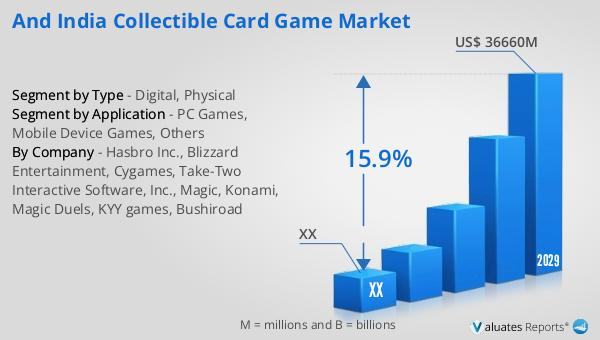 And India Collectible Card Game Market
US$ 36660M
Segment by Type - Digital, Physical
Segment by Application - PC Games,
Mobile Device Games, Others
By Company - Hasbro Inc., Blizzard
Entertainment, Cygames, Take-Two
Interactive Software, Inc., Magic, Konami,
Magic Duels, KYY games, Bushiroad
15.9%
XX
XX
2029
M = millions and B = billions
Valuates Reports®